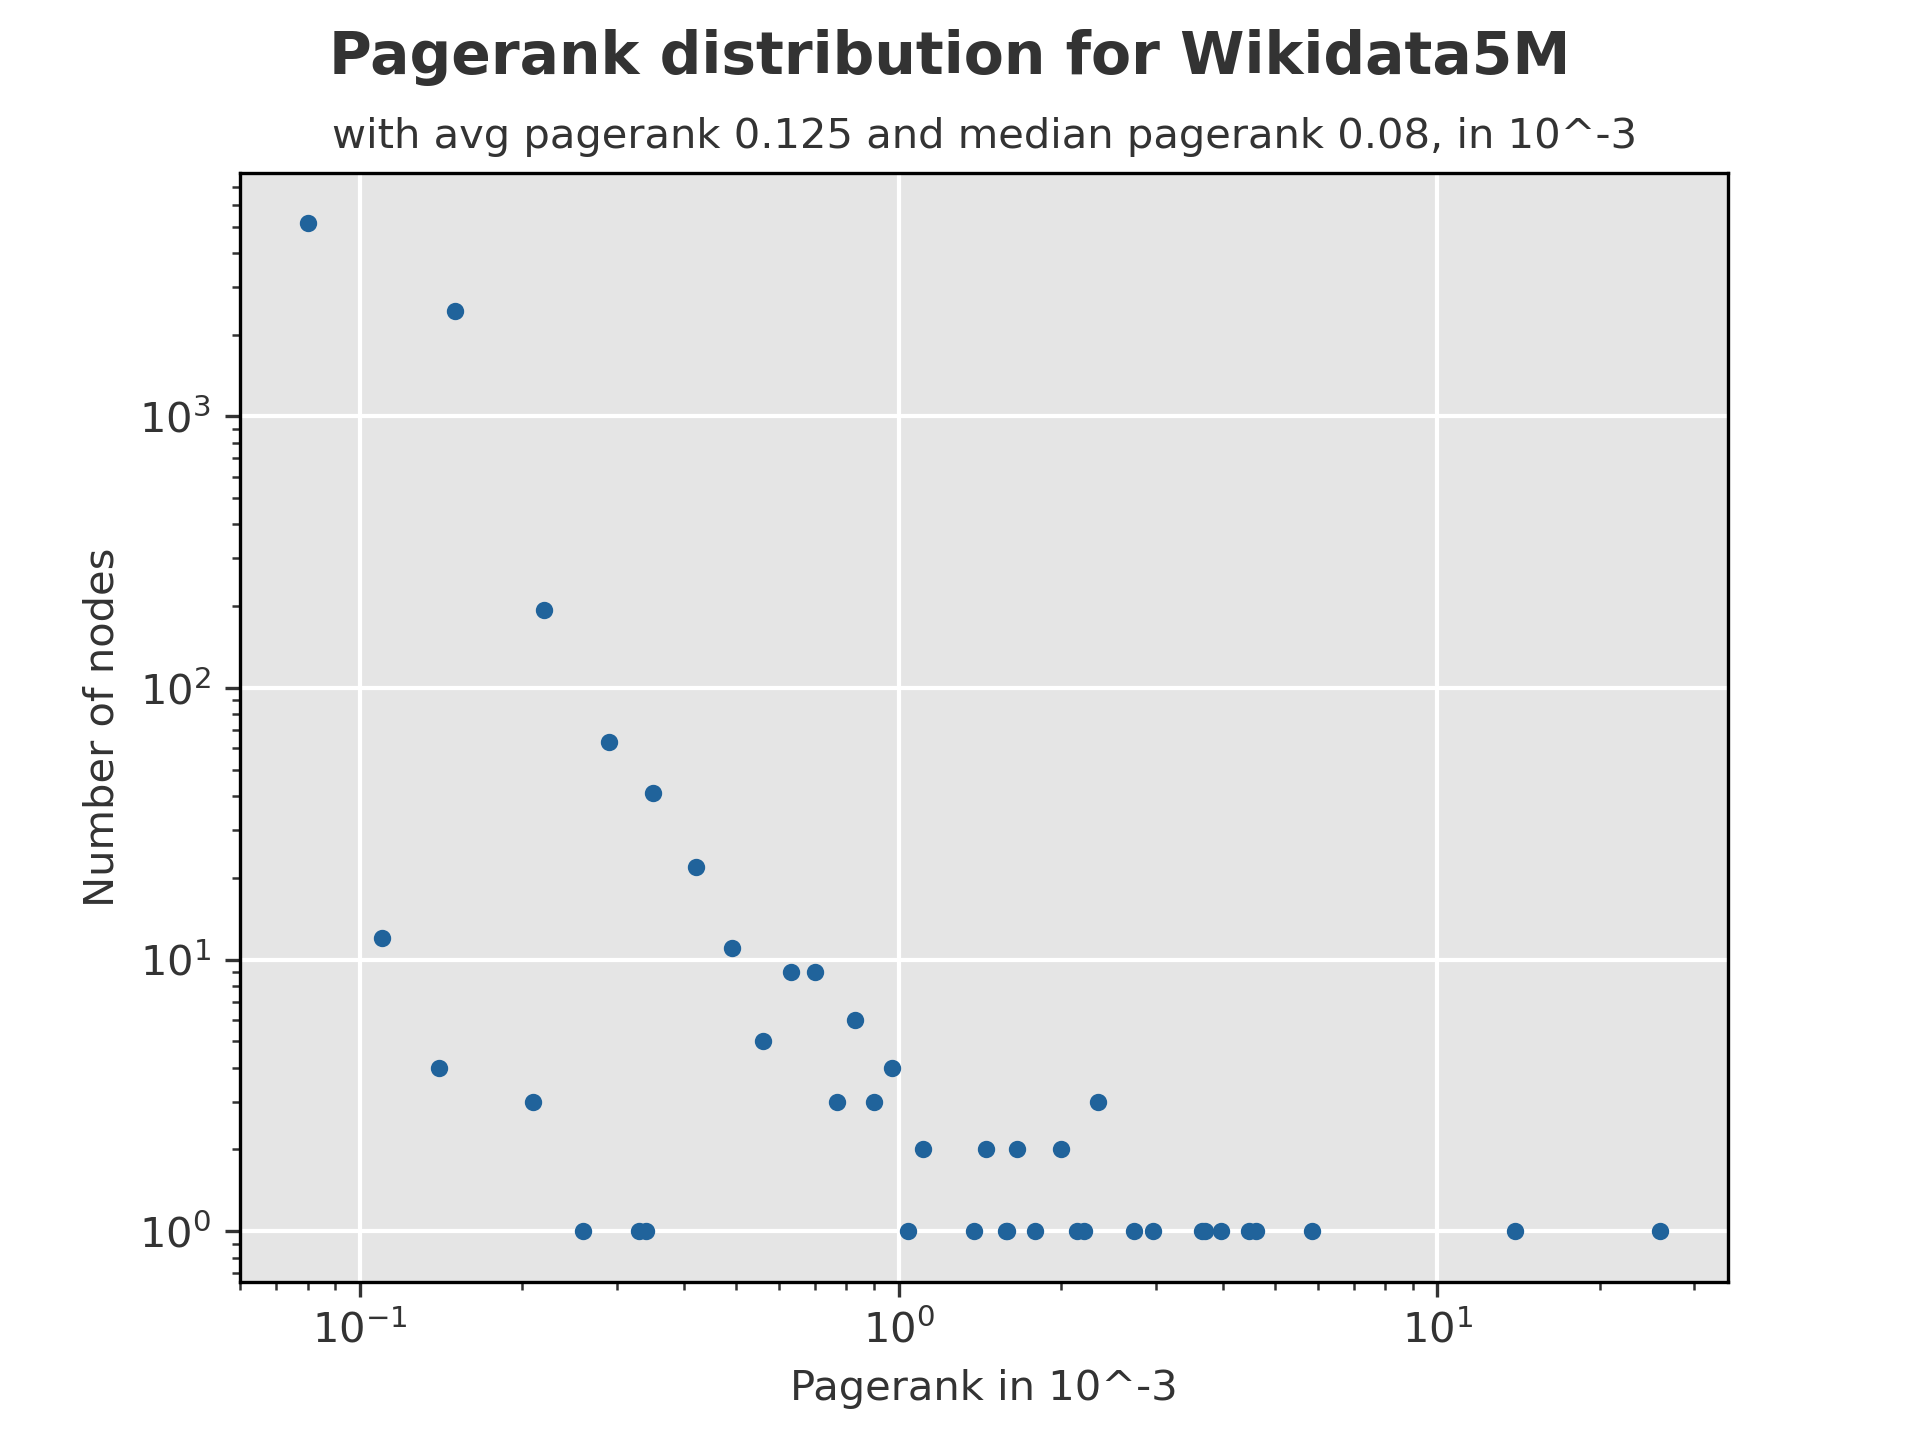 Pagerank distribution for Wikidata5M
with avg pagerank 0.125 and median pagerank 0.08, in 10^-3
Number of nodes
10³
10²
10¹
10⁰
10⁻¹
10⁰
10¹
Pagerank in 10^-3